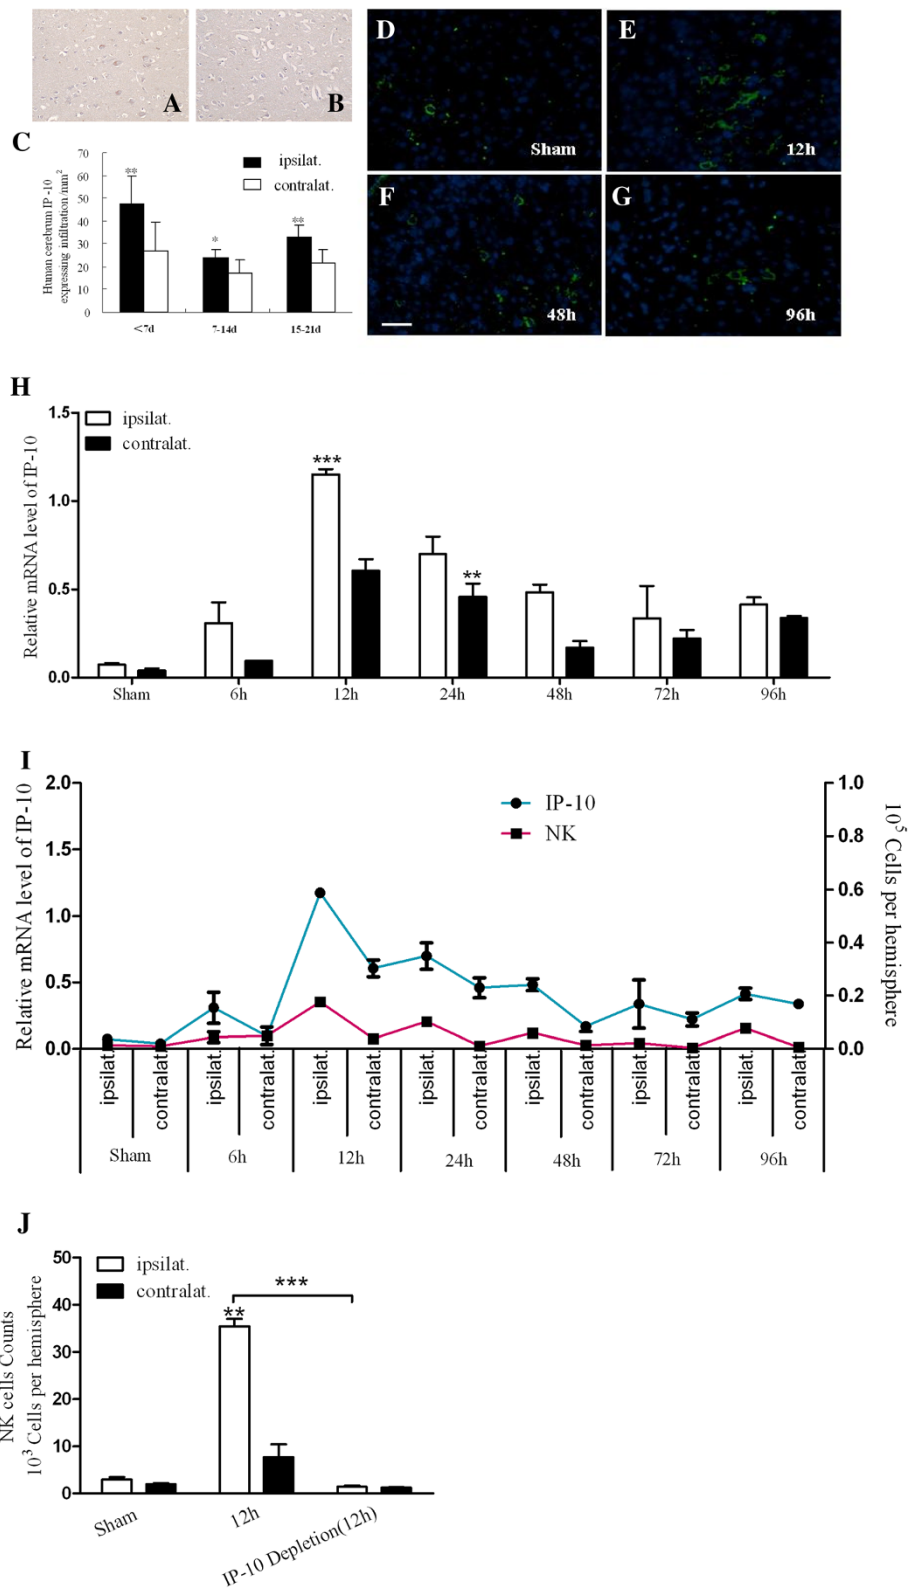 A
B
D
Sham
E
12h
F
48h
G
96h
C
Human cerebrum IP -10
expressing infiltration /mm²
70
60
50
40
30
20
10
0
ipsilat.
contralat.
**
*
**
<7d
7-14d
15-21d
H
Relative mRNA level of IP-10
1.5
1.0
0.5
0.0
ipsilat.
contralat.
***
**
Sham
6h
12h
24h
48h
72h
96h
I
Relative mRNA level of IP-10
2.0
1.5
1.0
0.5
0.0
IP-10
NK
1.0
0.8
0.6
0.4
0.2
0.0
10⁵ Cells per hemisphere
ipsilat.
contralat.
ipsilat.
contralat.
ipsilat.
contralat.
ipsilat.
contralat.
ipsilat.
contralat.
ipsilat.
contralat.
ipsilat.
contralat.
Sham
6h
12h
24h
48h
72h
96h
J
NK cells Counts
10³ Cells per hemisphere
50
40
30
20
10
0
ipsilat.
contralat.
***
**
Sham
12h
IP-10 Depletion(12h)